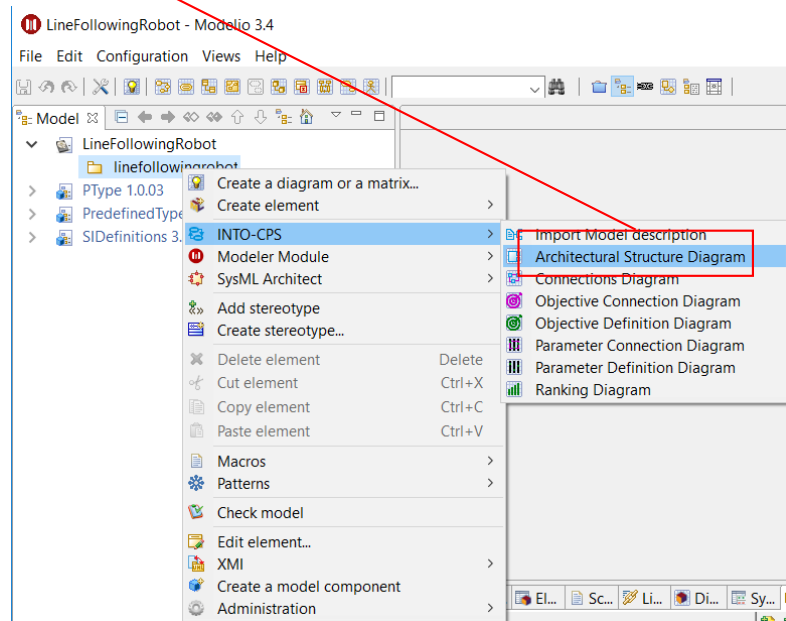 LineFollowingRobot - Modelio 3.4
File Edit Configuration Views Help
Model
LineFollowingRobot
linefollowingrobot
PType 1.0.03
PredefinedType
SIDefinitions 3.
Create a diagram or a matrix...
Create element
INTO-CPS
Modeler Module
SysML Architect
Add stereotype
Create stereotype...
Delete element Delete
Cut element Ctrl+X
Copy element Ctrl+C
Paste element Ctrl+V
Macros
Patterns
Check model
Edit element...
XMI
Create a model component
Administration
Import Model description
Architectural Structure Diagram
Connections Diagram
Objective Connection Diagram
Objective Definition Diagram
Parameter Connection Diagram
Parameter Definition Diagram
Ranking Diagram
El... Sc... Li... Di... Sy...